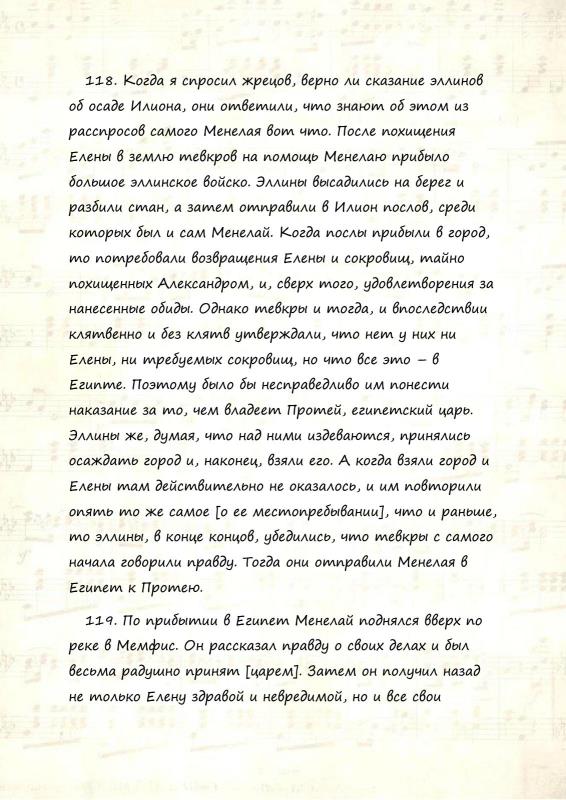 118. Когда я спросил жрецов, верно ли сказание эллинов
об осаде Илиона, они ответили, что знают об этом из
расспросов самого Менелая вот что. После похищения
Елены в землю тевкров на помощь Менелаю прибыло
большое эллинское войско. Эллины высадились на берег и
разбили стан, а затем отправили в Илион послов, среди
которых был и сам Менелай. Когда послы прибыли в город,
то потребовали возвращения Елены и сокровищ, тайно
похищенных Александром, и, сверх того, удовлетворения за
нанесенные обиды. Однако тевкры и тогда, и впоследствии
клятвенно и без клятв утверждали, что нет у них ни
Елены, ни требуемых сокровищ, но что все это – в
Египте. Поэтому было бы несправедливо им понести
наказание за то, чем владеет Протей, египетский царь.
Эллины же, думая, что над ними издеваются, принялись
осаждать город и, наконец, взяли его. А когда взяли город и
Елены там действительно не оказалось, и им повторили
опять то же самое [о ее местопребывании], что и раньше,
то эллины, в конце концов, убедились, что тевкры с самого
начала говорили правду. Тогда они отправили Менелая в
Египет к Протею.
119. По прибытии в Египет Менелай поднялся вверх по
реке в Мемфис. Он рассказал правду о своих делах и был
весьма радушно принят [царем]. Затем он получил назад
не только Елену здравой и невредимой, но и все свои